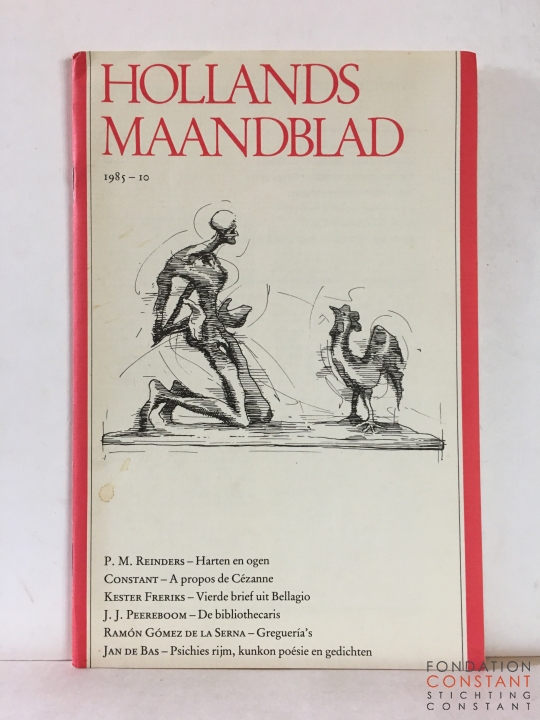 HOLLANDS
MAANDBLAD
1985 – 10
P. M. Reinders – Harten en ogen
Constant – A propos de Cézanne
Kester Freriks – Vierde brief uit Bellagio
J. J. Peereboom – De bibliothecaris
Ramón Gómez de la Serna – Greguería's
Jan de Bas – Psichies rijm, kunkon poésie en gedichten
FONDATION
CONSTANT
STICHTING
CONSTANT